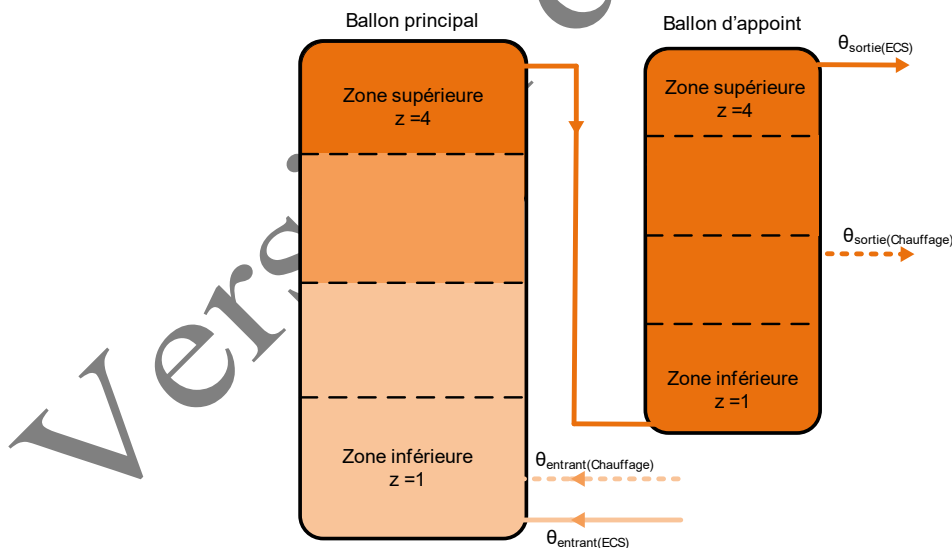 Ballon principal
Ballon d'appoint
θsortie(ECS)
Zone supérieure
z =4
Zone supérieure
z =4
θsortie(Chauffage)
Zone inférieure
z =1
Zone inférieure
z =1
θentrant(Chauffage)
θentrant(ECS)
Versi